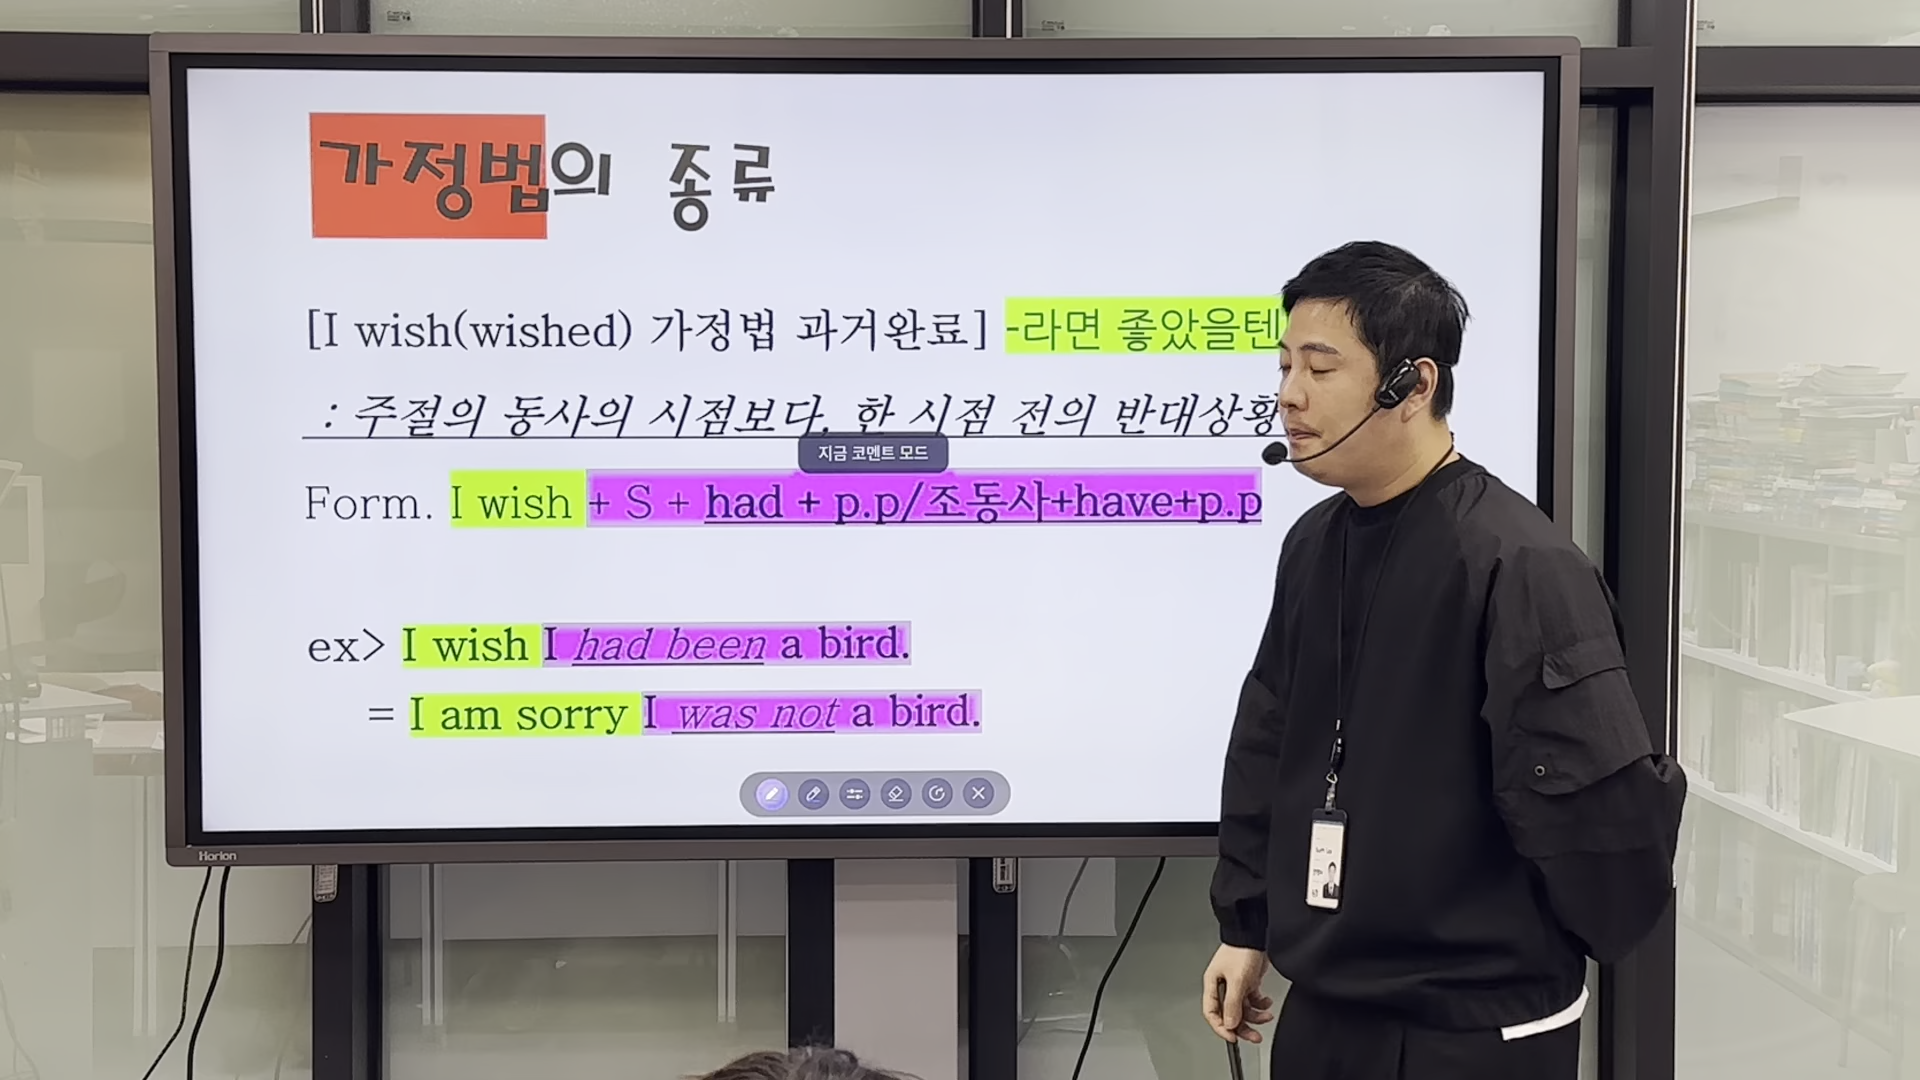 가정법의 종류
[I wish(wished) 가정법 과거완료] -라면 좋았을텐
: 주절의 동사의 시점보다, 한 시점 전의 반대상황
지금 코멘트 모드
Form. I wish + S + had + p.p/조동사+have+p.p
ex> I wish I had been a bird.
= I am sorry I was not a bird.
Horion